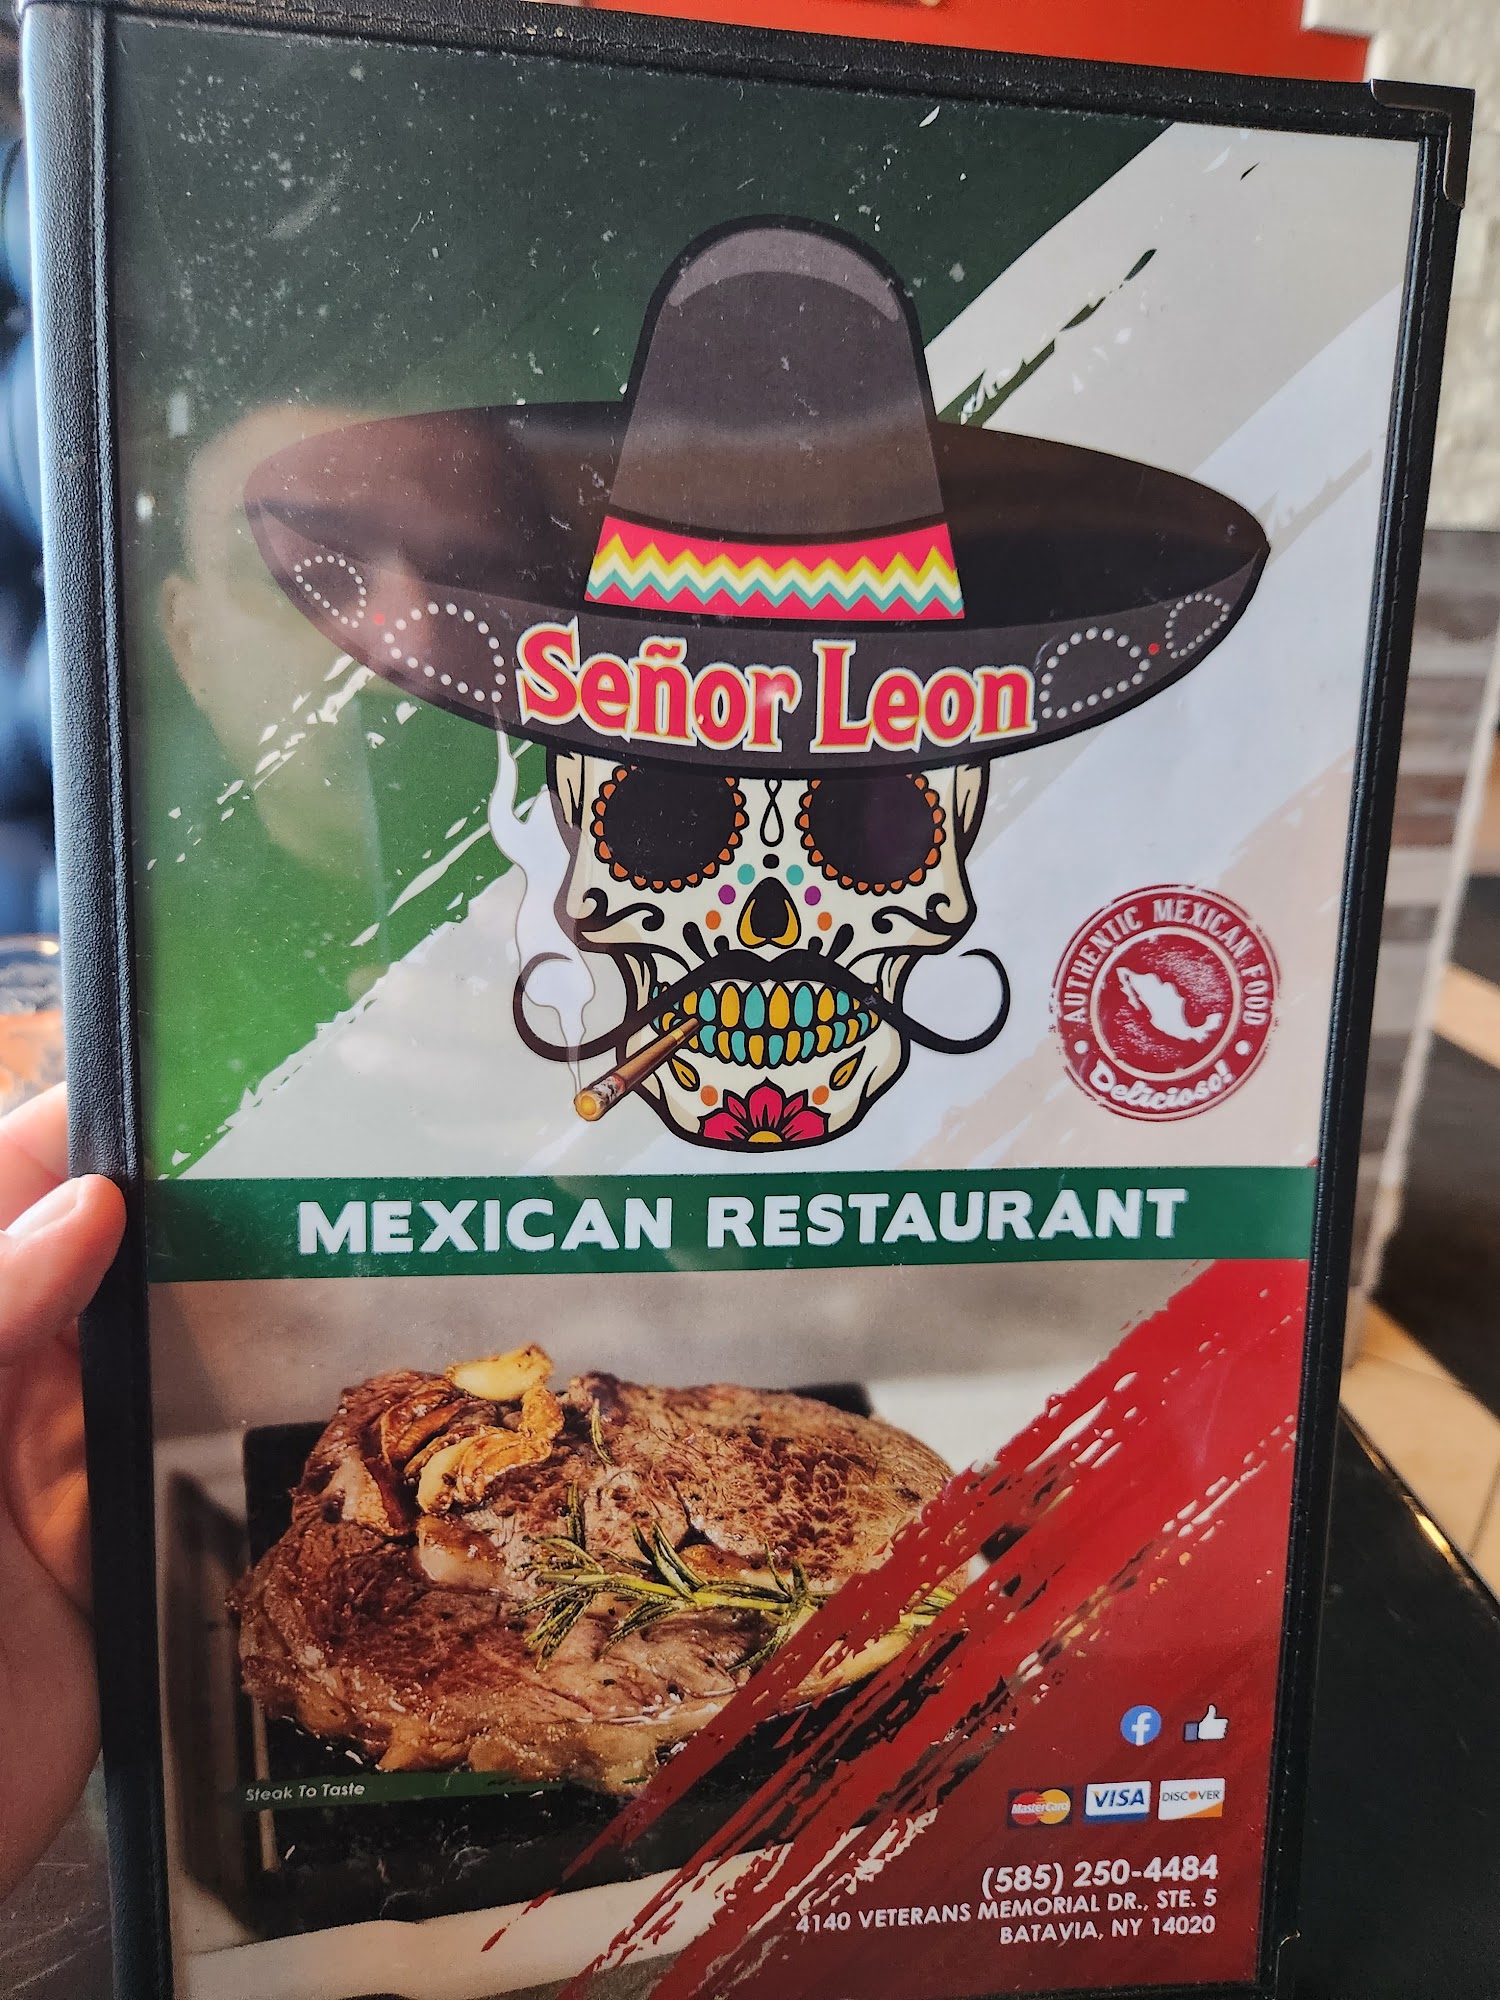 Señor Leon
AUTHENTIC MEXICAN FOOD
Delicioso!
MEXICAN RESTAURANT
Steak To Taste
f
MasterCard VISA DISCOVER
(585) 250-4484
4140 VETERANS MEMORIAL DR., STE. 5
BATAVIA, NY 14020